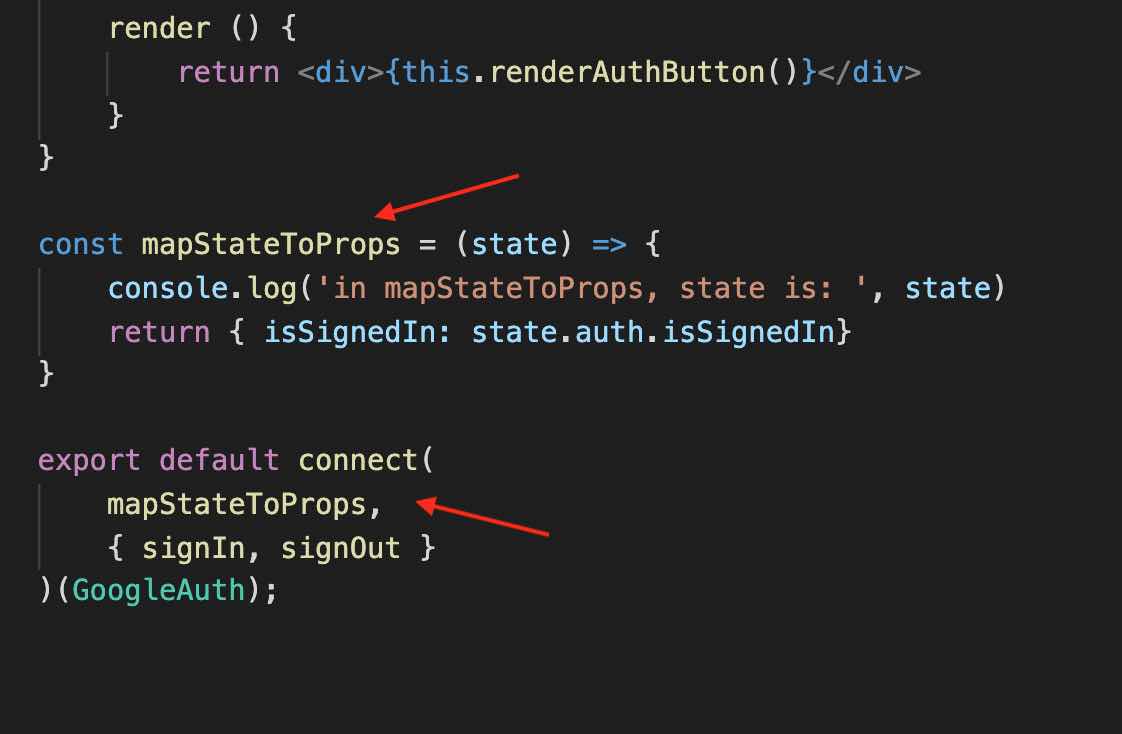 render () {
return <div>{this.renderAuthButton()}</div>
}
}
const mapStateToProps = (state) => {
console.log('in mapStateToProps, state is: ', state)
return { isSignedIn: state.auth.isSignedIn}
}
export default connect(
mapStateToProps,
{ signIn, signOut }
)(GoogleAuth);